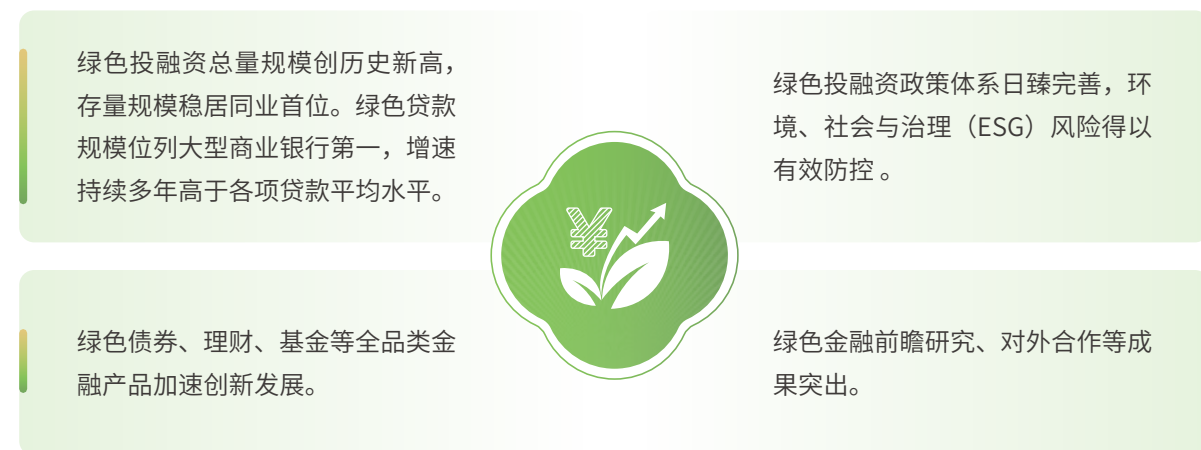 绿色投融资总量规模创历史新高，
存量规模稳居同业首位。绿色贷款
规模位列大型商业银行第一，增速
持续多年高于各项贷款平均水平。
绿色投融资政策体系日臻完善，环
境、社会与治理（ESG）风险得以
有效防控 。
¥
绿色债券、理财、基金等全品类金
融产品加速创新发展。
绿色金融前瞻研究、对外合作等成
果突出。